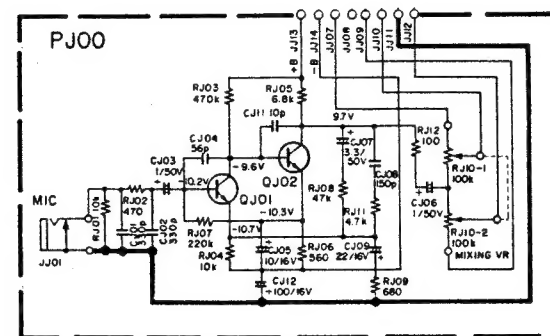 PJ00
+B JJ13
-B JJ14
JJ07
JJ08
JJ09
JJ10
JJ11
JJ12
RJ03
470k
RJ05
6.8k
CJ11 10p
9.7V
CJ04
56p
CJ07
3.3/
50V
RJ12
100
CJ03
1/50V
-9.6V
CJ08
150p
RJ10-1
100k
-10.2V
QJ02
MIC
RJ02
470
QJ01
RJ08
47k
CJ06
1/50V
RJ01
10k
CJ01
CJ02
330p
-10.3V
RJ11
4.7k
RJ10-2
100k
RJ07
220k
-10.7V
JJ01
RJ04
10k
CJ05
10/16V
RJ06
560
CJ09
22/16V
MIXING VR
CJ12
100/16V
RJ09
680